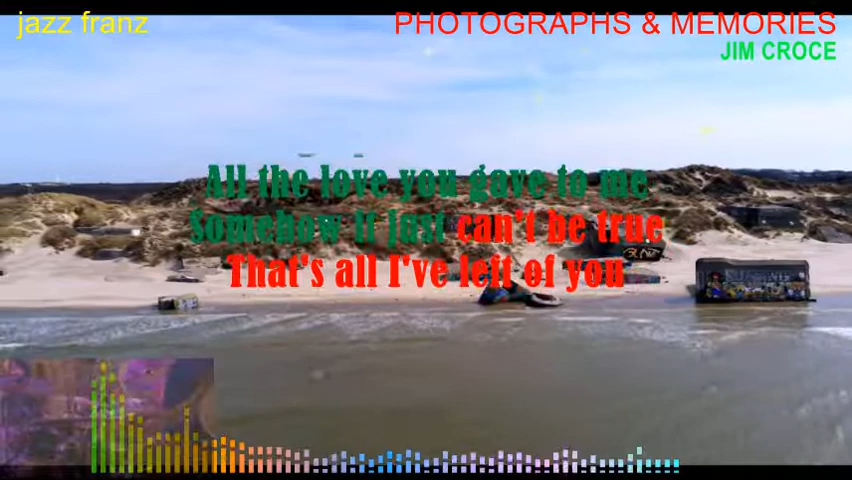 jazz franz
PHOTOGRAPHS & MEMORIES
JIM CROCE
All the love you gave to me
Somehow it just can't be true
That's all I've left of you